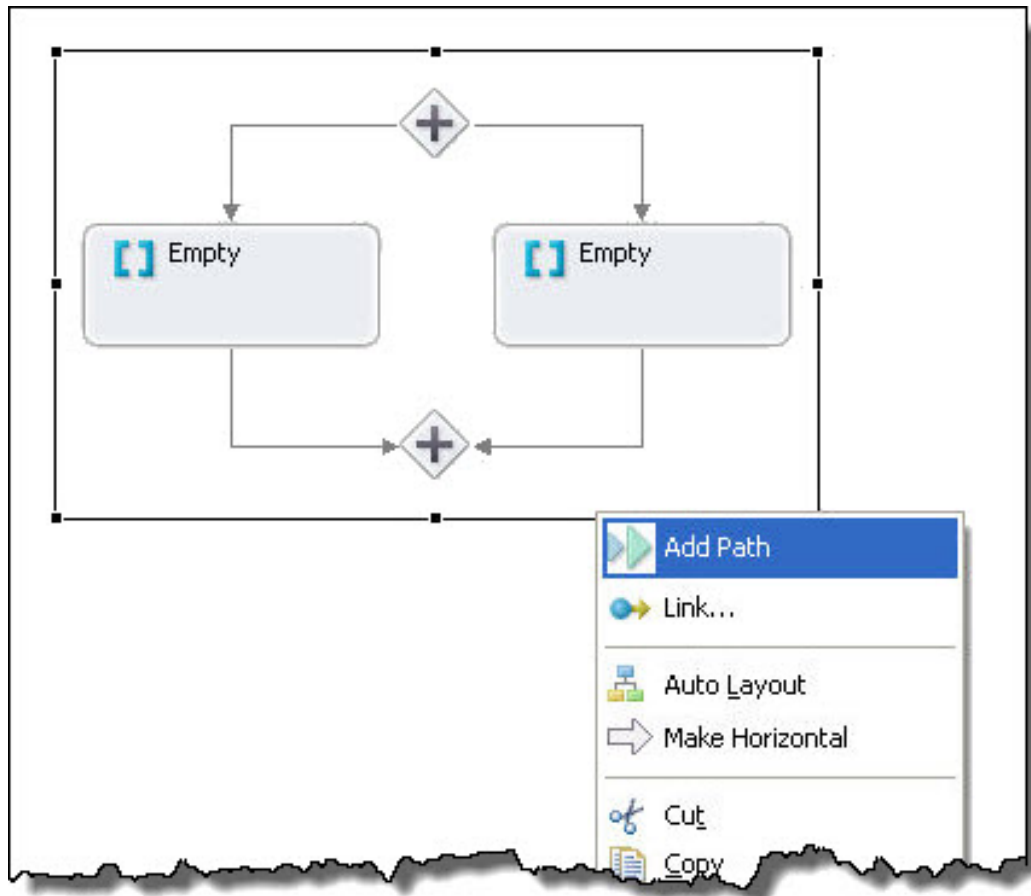 Empty
Empty
Add Path
Link...
Auto Layout
Make Horizontal
Cut
Copy